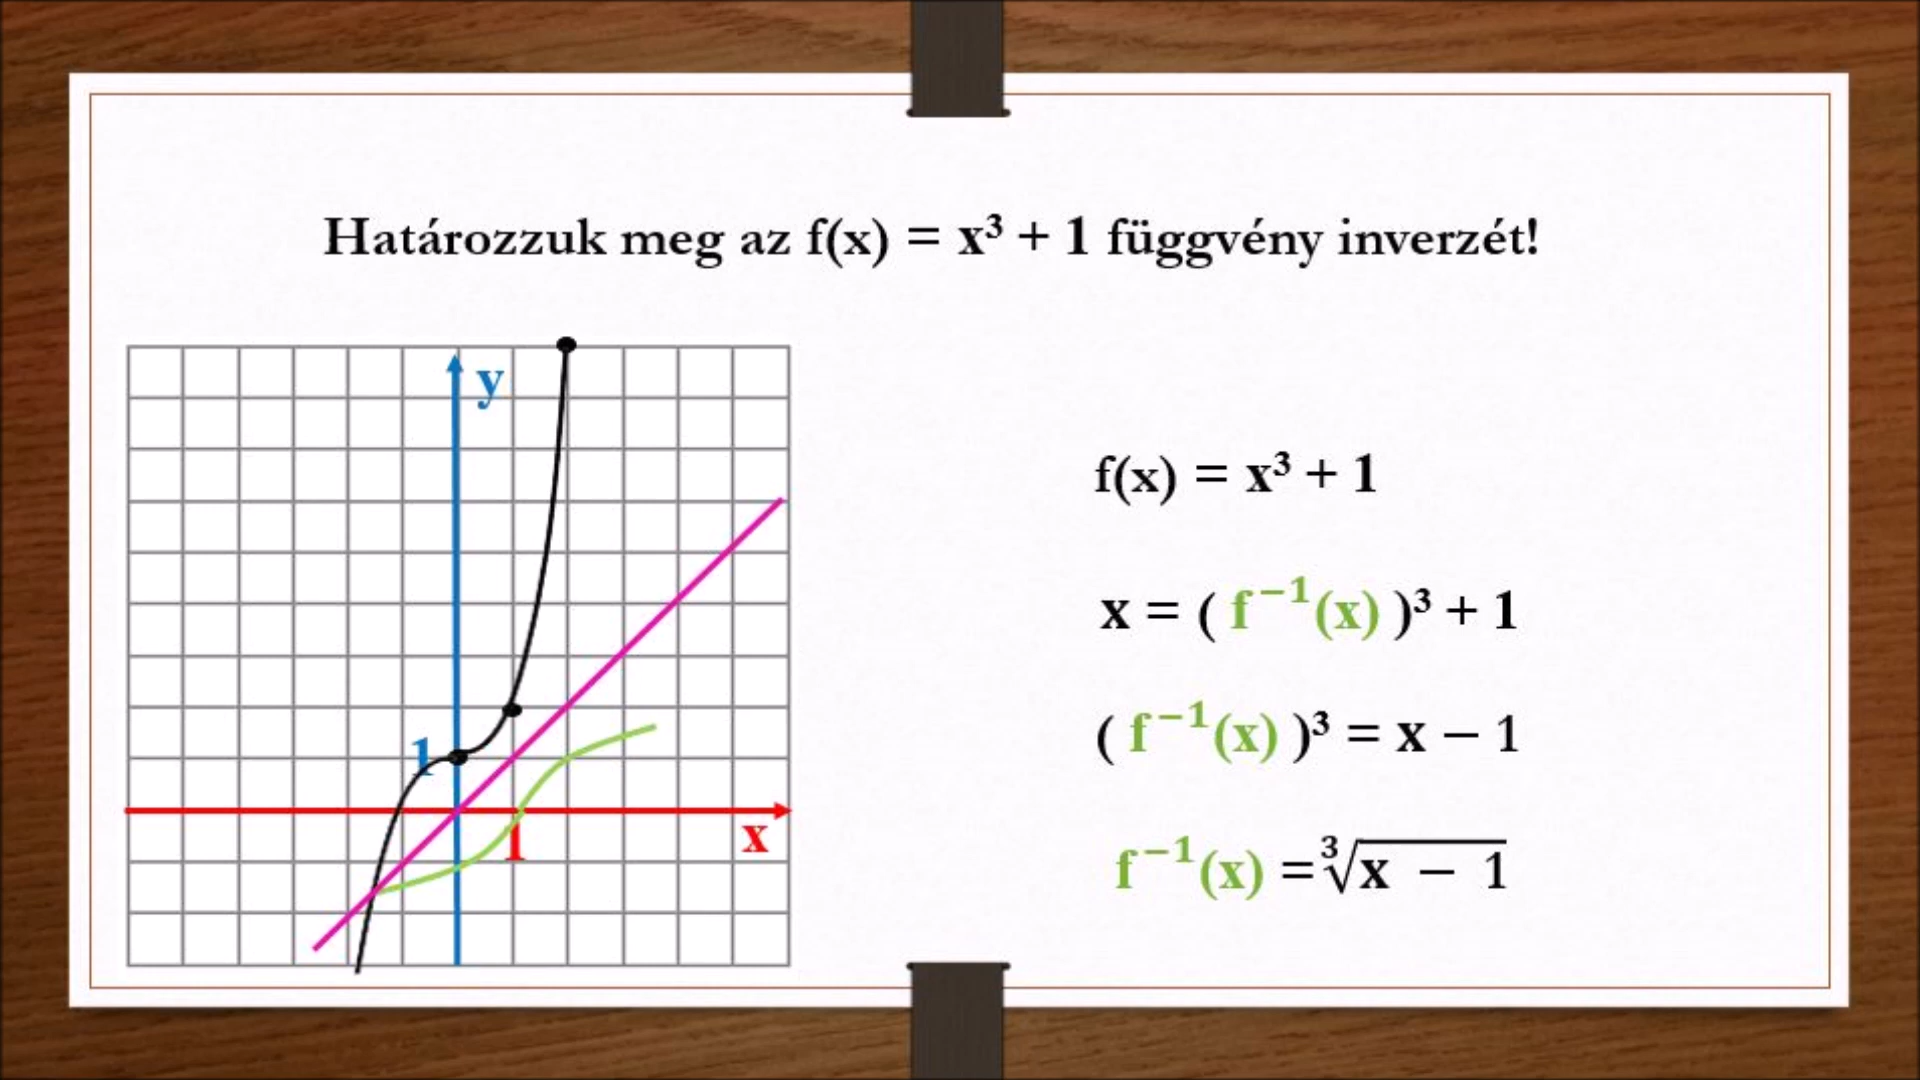 Határozzuk meg az f(x) = x³ + 1 függvény inverzét!
y
1
1
x
f(x) = x³ + 1
x = ( f⁻¹(x) )³ + 1
( f⁻¹(x) )³ = x − 1
f⁻¹(x) = ∛x − 1